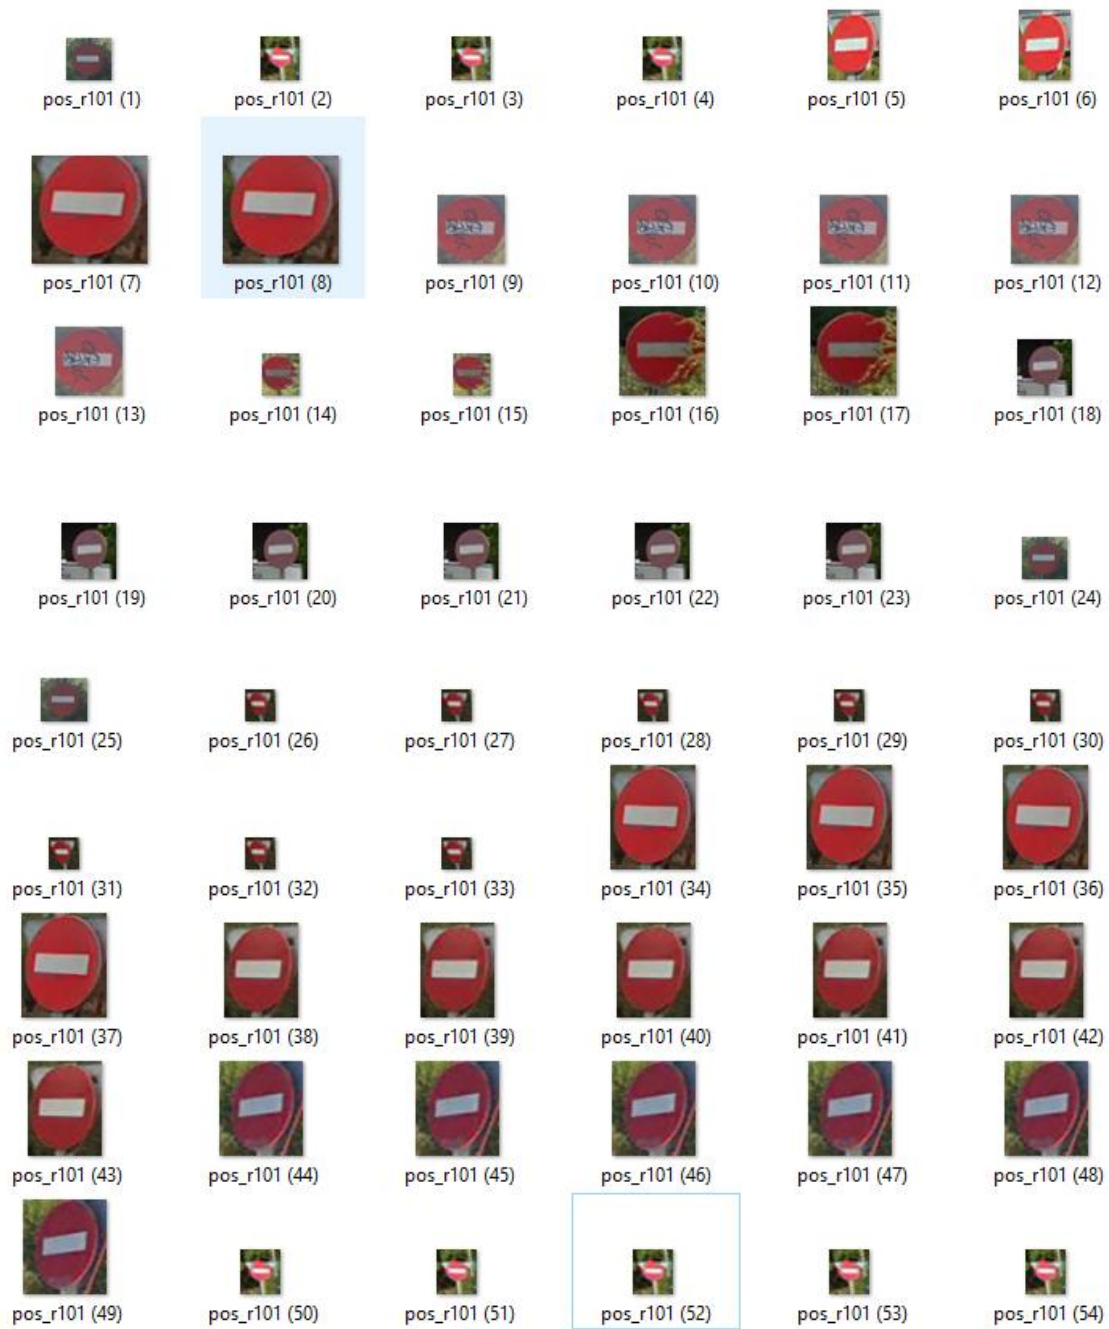 pos_r101 (1) pos_r101 (2) pos_r101 (3) pos_r101 (4) pos_r101 (5) pos_r101 (6)
pos_r101 (7) pos_r101 (8) pos_r101 (9) pos_r101 (10) pos_r101 (11) pos_r101 (12)
pos_r101 (13) pos_r101 (14) pos_r101 (15) pos_r101 (16) pos_r101 (17) pos_r101 (18)
pos_r101 (19) pos_r101 (20) pos_r101 (21) pos_r101 (22) pos_r101 (23) pos_r101 (24)
pos_r101 (25) pos_r101 (26) pos_r101 (27) pos_r101 (28) pos_r101 (29) pos_r101 (30)
pos_r101 (31) pos_r101 (32) pos_r101 (33) pos_r101 (34) pos_r101 (35) pos_r101 (36)
pos_r101 (37) pos_r101 (38) pos_r101 (39) pos_r101 (40) pos_r101 (41) pos_r101 (42)
pos_r101 (43) pos_r101 (44) pos_r101 (45) pos_r101 (46) pos_r101 (47) pos_r101 (48)
pos_r101 (49) pos_r101 (50) pos_r101 (51) pos_r101 (52) pos_r101 (53) pos_r101 (54)